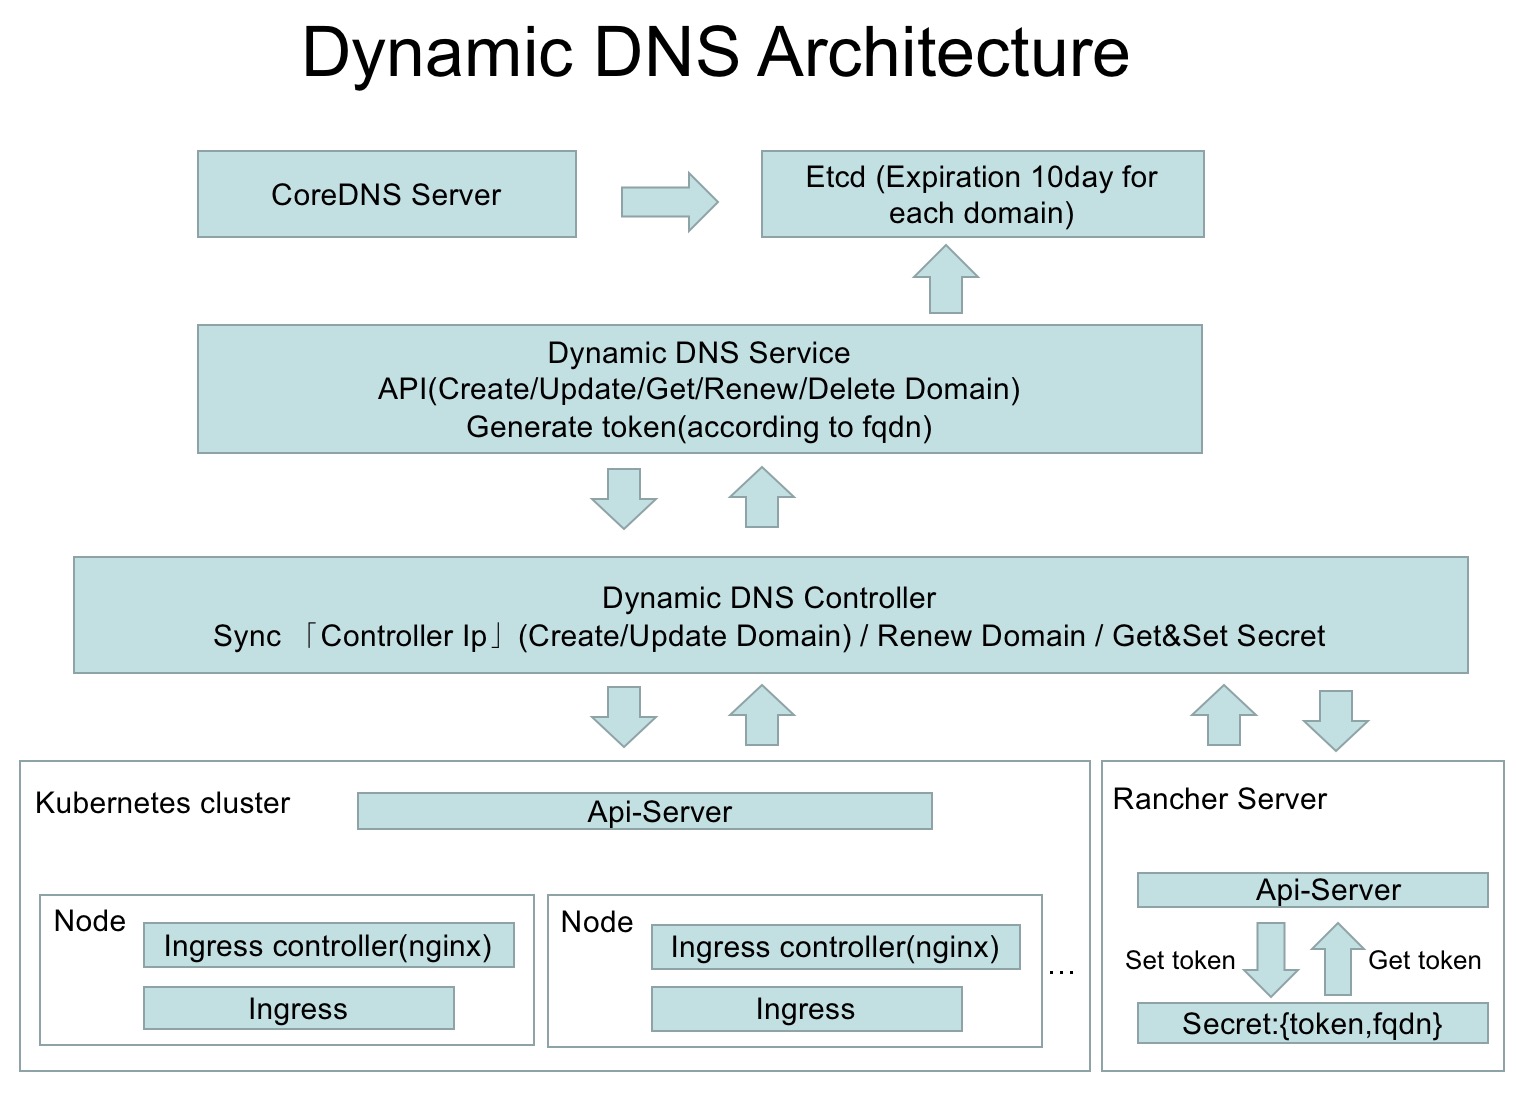 Dynamic DNS Architecture
CoreDNS Server
Etcd (Expiration 10day for
each domain)
Dynamic DNS Service
API(Create/Update/Get/Renew/Delete Domain)
Generate token(according to fqdn)
Dynamic DNS Controller
Sync 「Controller Ip」(Create/Update Domain) / Renew Domain / Get&Set Secret
Kubernetes cluster
Api-Server
Node
Ingress controller(nginx)
Ingress
Node
Ingress controller(nginx)
Ingress
...
Rancher Server
Api-Server
Set token
Get token
Secret:{token,fqdn}